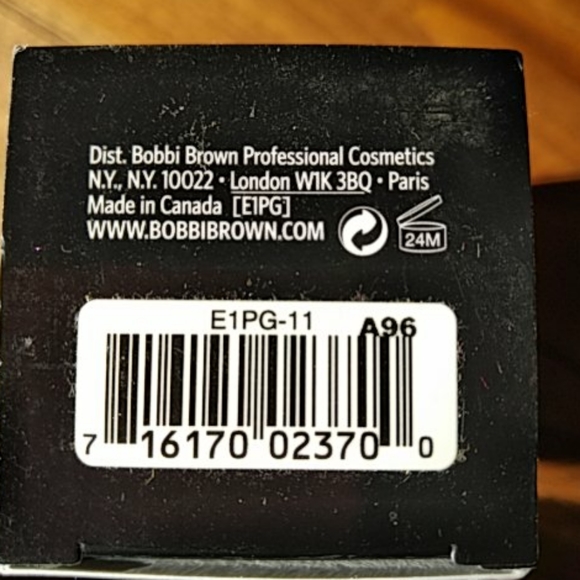 Dist. Bobbi Brown Professional Cosmetics
N.Y., N.Y. 10022 • London W1K 3BQ • Paris
Made in Canada [E1PG]
WWW.BOBBIBROWN.COM
24M
E1PG-11 A96
7 16170 02370 0